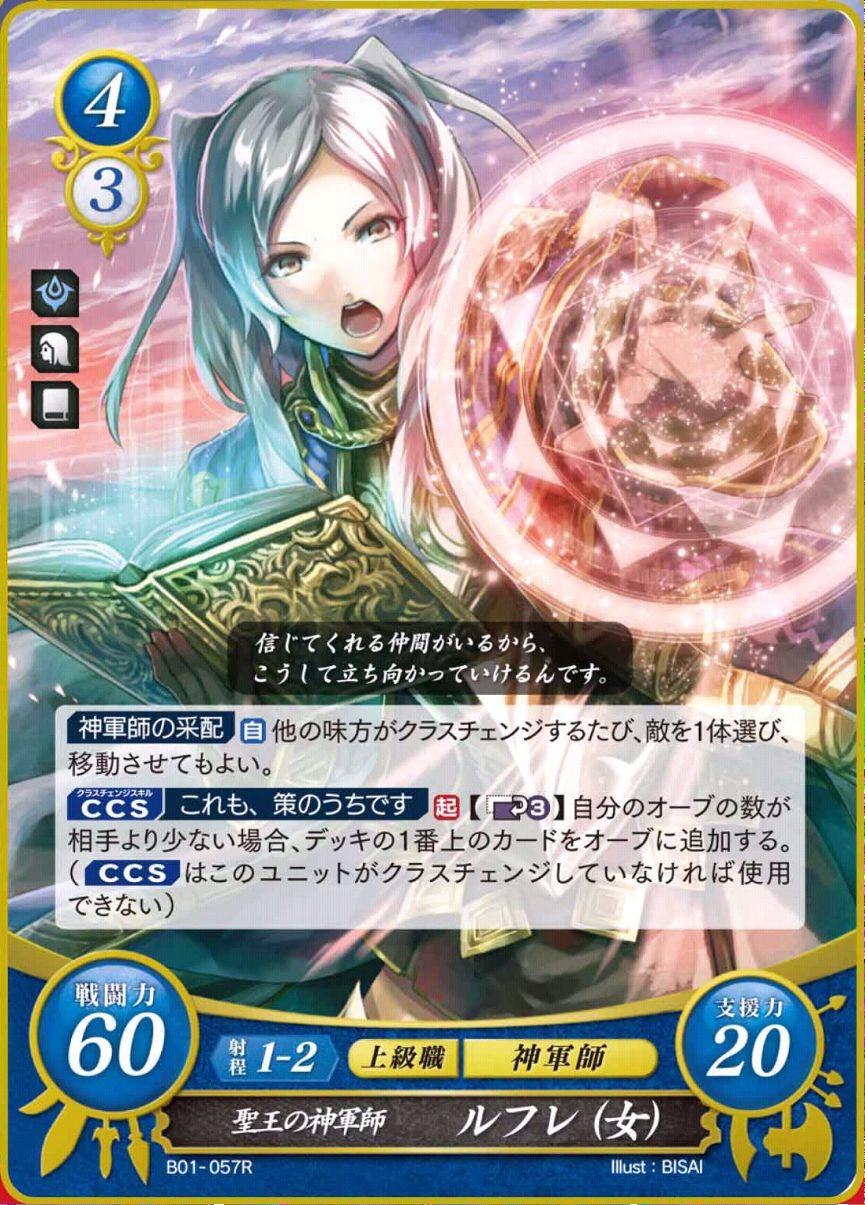 4
3
信じてくれる仲間がいるから、
こうして立ち向かっていけるんです。
神軍師の采配 自 他の味方がクラスチェンジするたび、敵を1体選び、
移動させてもよい。
クラスチェンジスキル
CCS これも、策のうちです 起【3】自分のオーブの数が
相手より少ない場合、デッキの1番上のカードをオーブに追加する。
(CCSはこのユニットがクラスチェンジしていなければ使用
できない)
戦闘力
60
射程 1-2
上級職
神軍師
支援力
20
聖王の神軍師 ルフレ(女)
B01-057R
Illust：BISAI